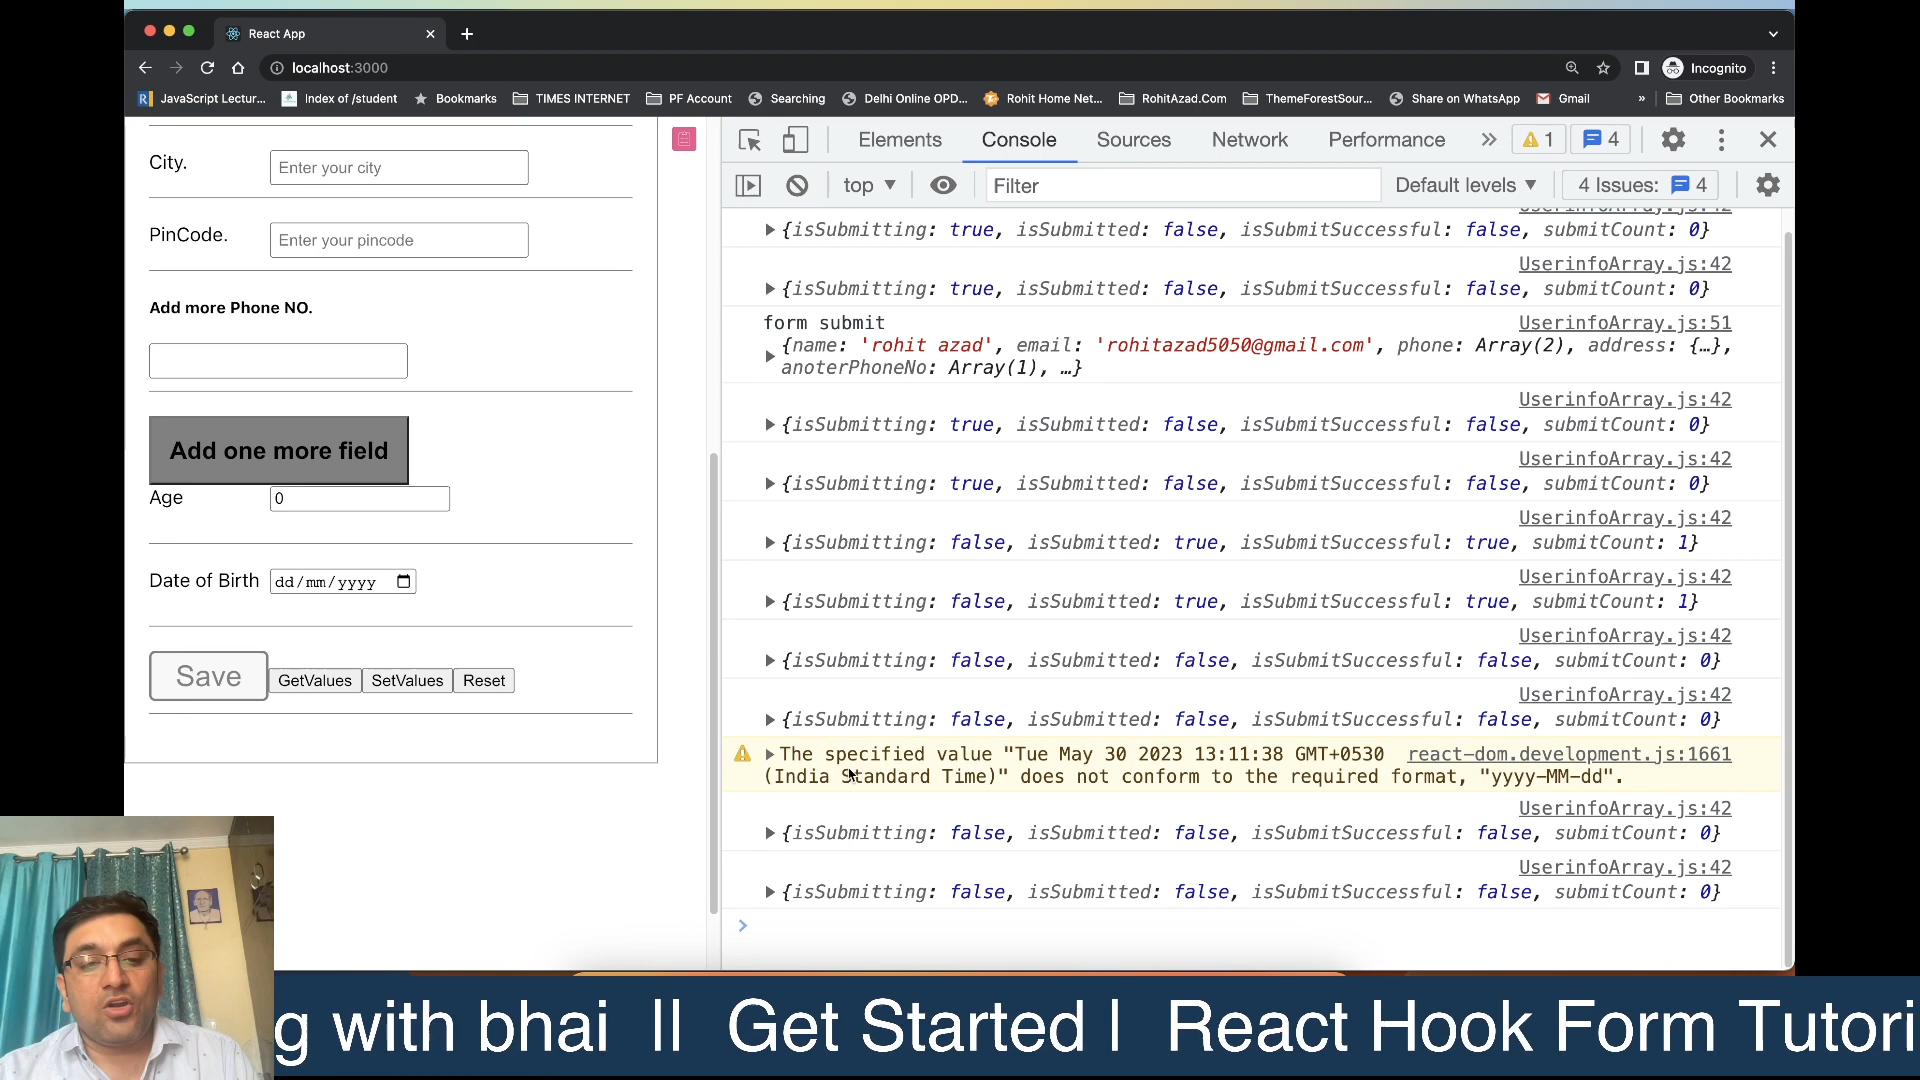 React App
localhost:3000
Incognito
JavaScript Lectur...
Index of /student
Bookmarks
TIMES INTERNET
PF Account
Searching
Delhi Online OPD...
Rohit Home Net...
RohitAzad.Com
ThemeForestSour...
Share on WhatsApp
Gmail
»
Other Bookmarks
City.
Enter your city
PinCode.
Enter your pincode
Add more Phone NO.
Add one more field
Age
0
Date of Birth
dd/mm/yyyy
Save
GetValues
SetValues
Reset
Elements
Console
Sources
Network
Performance
»
1
4
top
Filter
Default levels
4 Issues:
4
UserinfoArray.js:42
{isSubmitting: true, isSubmitted: false, isSubmitSuccessful: false, submitCount: 0}
UserinfoArray.js:42
{isSubmitting: true, isSubmitted: false, isSubmitSuccessful: false, submitCount: 0}
form submit
UserinfoArray.js:51
{name: 'rohit azad', email: 'rohitazad5050@gmail.com', phone: Array(2), address: {…},
anoterPhoneNo: Array(1), …}
UserinfoArray.js:42
{isSubmitting: true, isSubmitted: false, isSubmitSuccessful: false, submitCount: 0}
UserinfoArray.js:42
{isSubmitting: true, isSubmitted: false, isSubmitSuccessful: false, submitCount: 0}
UserinfoArray.js:42
{isSubmitting: false, isSubmitted: true, isSubmitSuccessful: true, submitCount: 1}
UserinfoArray.js:42
{isSubmitting: false, isSubmitted: true, isSubmitSuccessful: true, submitCount: 1}
UserinfoArray.js:42
{isSubmitting: false, isSubmitted: false, isSubmitSuccessful: false, submitCount: 0}
UserinfoArray.js:42
{isSubmitting: false, isSubmitted: false, isSubmitSuccessful: false, submitCount: 0}
The specified value "Tue May 30 2023 13:11:38 GMT+0530
react-dom.development.js:1661
(India Standard Time)" does not conform to the required format, "yyyy-MM-dd".
UserinfoArray.js:42
{isSubmitting: false, isSubmitted: false, isSubmitSuccessful: false, submitCount: 0}
UserinfoArray.js:42
{isSubmitting: false, isSubmitted: false, isSubmitSuccessful: false, submitCount: 0}
g with bhai || Get Started | React Hook Form Tutori